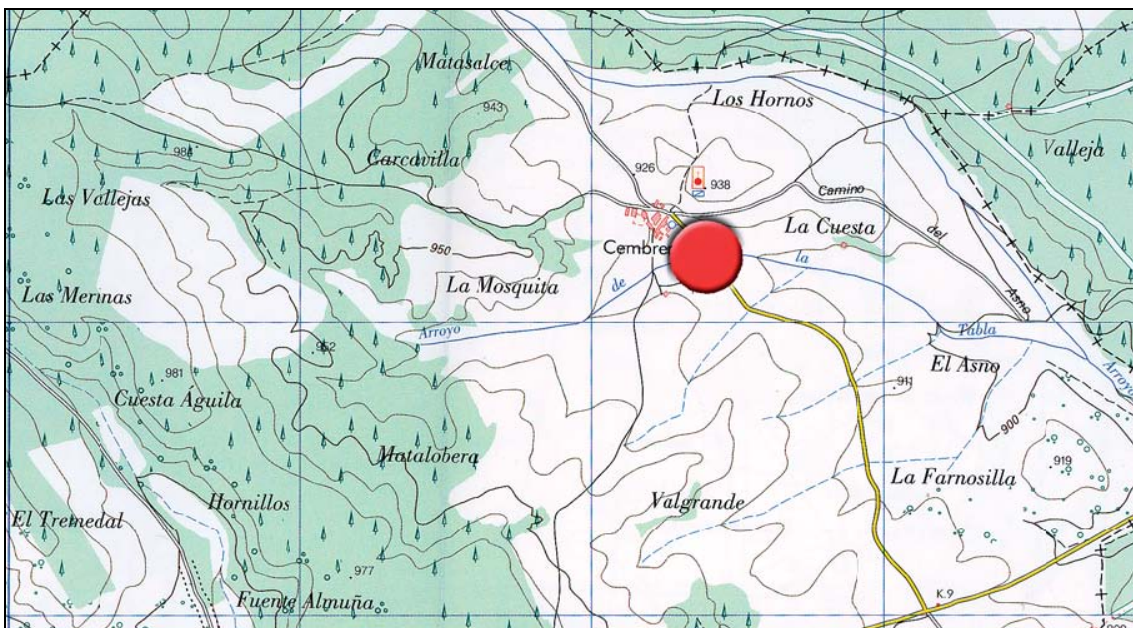 Matasalce
943
Los Hornos
Valleja
Carcavilla
984
926
938
Las Vallejas
Camino
del
Asno
La Cuesta
950
Cembre
La Mosquita
de
la
Las Merinas
Arroyo
Tabla
Arroyo
952
El Asno
981
911
Cuesta Aguila
900
919
Matalobera
La Farnosilla
Hornillos
Valgrande
El Tremedal
977
K.9
Fuente Almuña